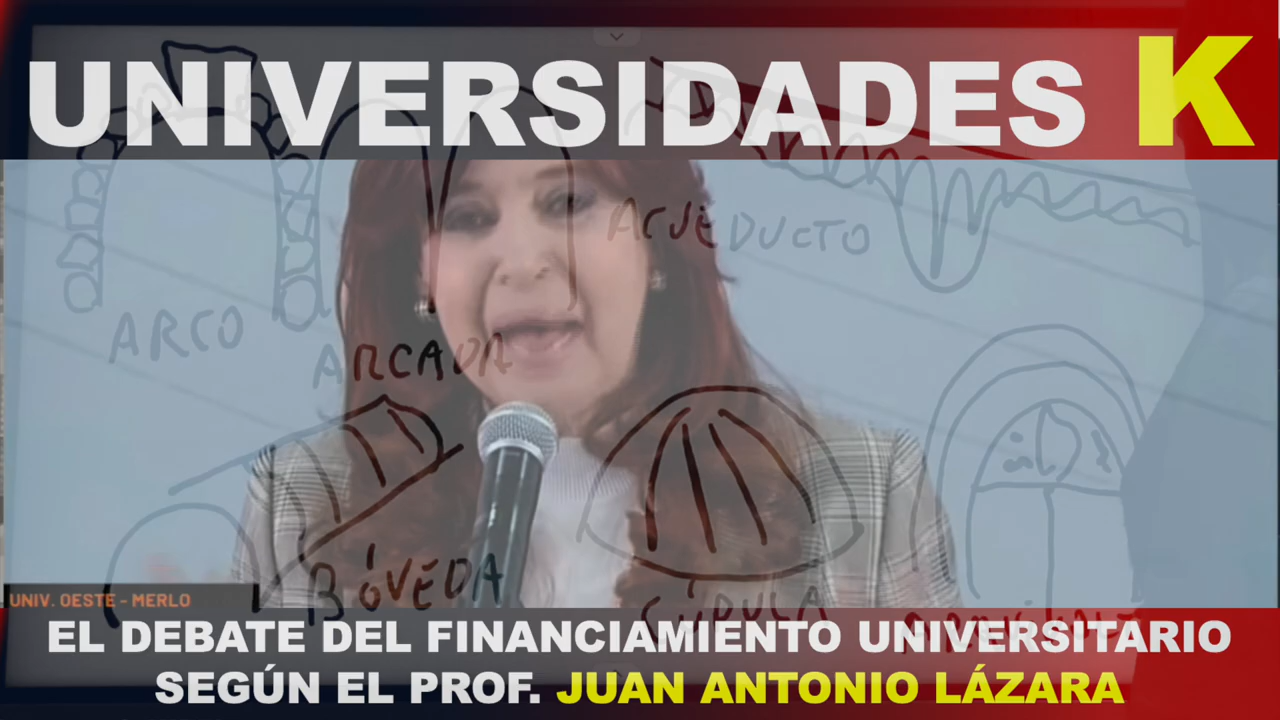 UNIVERSIDADES K
ACUEDUCTO
ARCO
ARCADA
BÓVEDA
CÚPULA
UNIV. OESTE - MERLO
EL DEBATE DEL FINANCIAMIENTO UNIVERSITARIO
SEGÚN EL PROF. JUAN ANTONIO LÁZARA